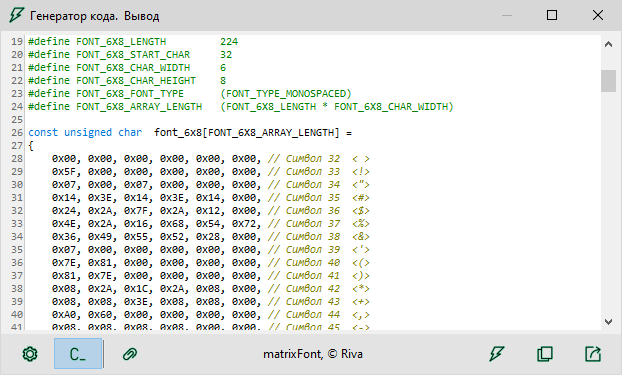 Генератор кода. Вывод
19 #define FONT_6X8_LENGTH 224
20 #define FONT_6X8_START_CHAR 32
21 #define FONT_6X8_CHAR_WIDTH 6
22 #define FONT_6X8_CHAR_HEIGHT 8
23 #define FONT_6X8_FONT_TYPE (FONT_TYPE_MONOSPACED)
24 #define FONT_6X8_ARRAY_LENGTH (FONT_6X8_LENGTH * FONT_6X8_CHAR_WIDTH)
25
26 const unsigned char font_6x8[FONT_6X8_ARRAY_LENGTH] =
27 {
28 0x00, 0x00, 0x00, 0x00, 0x00, 0x00, // Символ 32 < >
29 0x5F, 0x00, 0x00, 0x00, 0x00, 0x00, // Символ 33 <!>
30 0x07, 0x00, 0x07, 0x00, 0x00, 0x00, // Символ 34 <">
31 0x14, 0x3E, 0x14, 0x3E, 0x14, 0x00, // Символ 35 <#>
32 0x24, 0x2A, 0x7F, 0x2A, 0x12, 0x00, // Символ 36 <$>
33 0x4E, 0x2A, 0x16, 0x68, 0x54, 0x72, // Символ 37 <%>
34 0x36, 0x49, 0x55, 0x52, 0x28, 0x00, // Символ 38 <&>
35 0x07, 0x00, 0x00, 0x00, 0x00, 0x00, // Символ 39 <'>
36 0x7E, 0x81, 0x00, 0x00, 0x00, 0x00, // Символ 40 <(>
37 0x81, 0x7E, 0x00, 0x00, 0x00, 0x00, // Символ 41 <)>
38 0x08, 0x2A, 0x1C, 0x2A, 0x08, 0x00, // Символ 42 <*>
39 0x08, 0x08, 0x3E, 0x08, 0x08, 0x00, // Символ 43 <+>
40 0xA0, 0x60, 0x00, 0x00, 0x00, 0x00, // Символ 44 <,>
41 0x08, 0x08, 0x08, 0x08, 0x08, 0x00, // Символ 45 <->
C_ matrixFont, © Riva